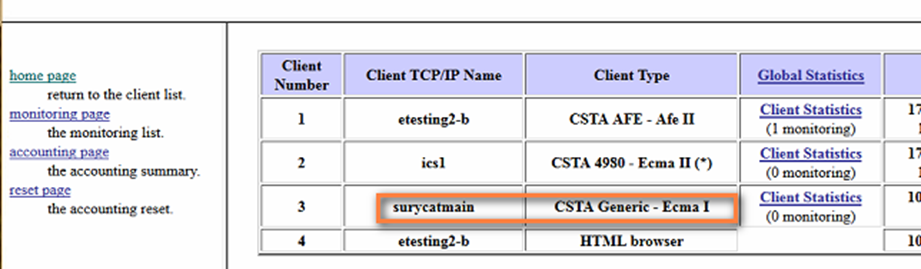 home page
return to the client list.
monitoring page
the monitoring list.
accounting page
the accounting summary.
reset page
the accounting reset.
Client Number Client TCP/IP Name Client Type Global Statistics
1 etesting2-b CSTA AFE - Afe II Client Statistics (1 monitoring) 17
2 ics1 CSTA 4980 - Ecma II (*) Client Statistics (0 monitoring) 17
3 surycatmain CSTA Generic - Ecma I Client Statistics (0 monitoring) 10
4 etesting2-b HTML browser 10